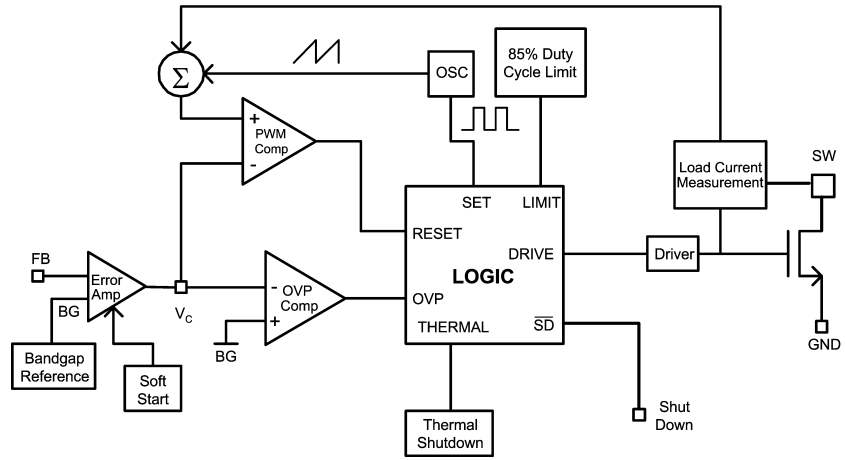 Σ
OSC
85% Duty
Cycle Limit
+
PWM
Comp
-
Load Current
Measurement
SW
SET
LIMIT
RESET
DRIVE
Driver
LOGIC
FB
Error
Amp
BG
V_C
-
OVP
Comp
+
BG
OVP
THERMAL
S̅D̅
GND
Bandgap
Reference
Soft
Start
Thermal
Shutdown
Shut
Down